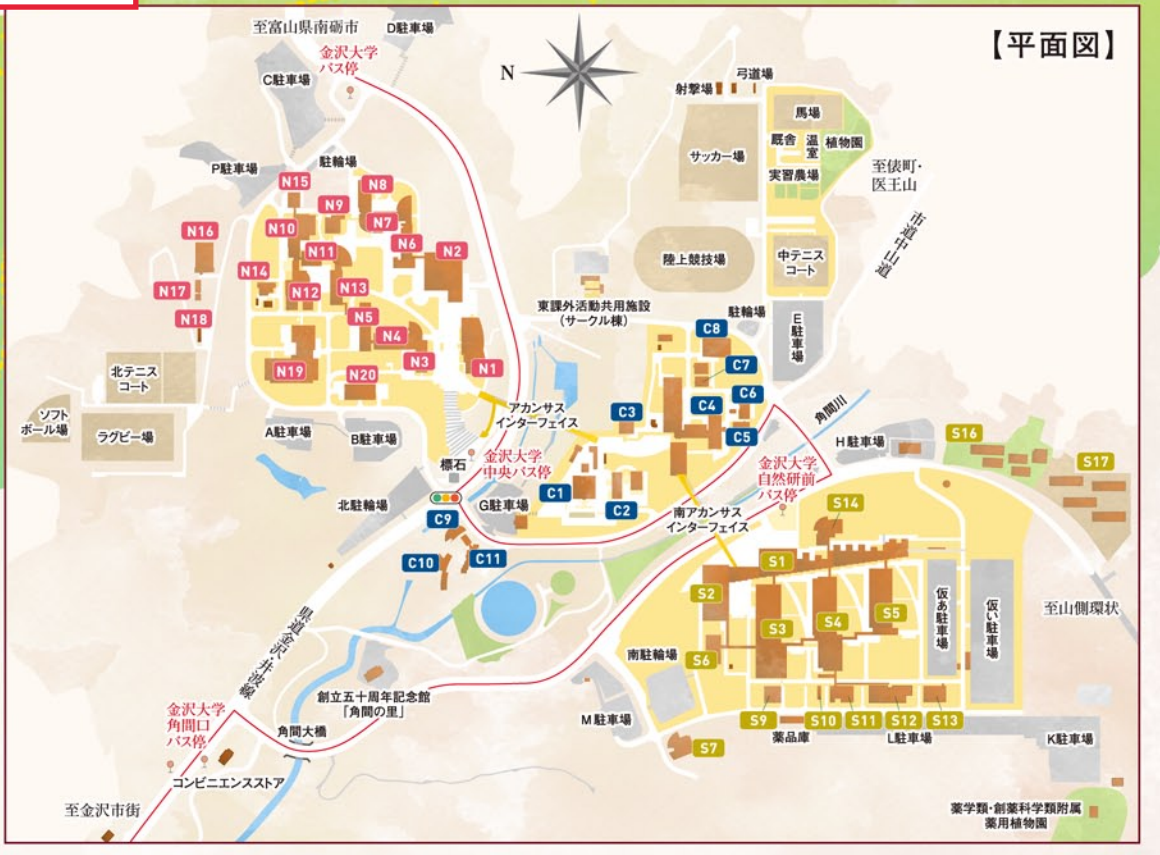 【平面図】
至富山県南砺市
D駐車場
金沢大学
バス停
C駐車場
N
弓道場
射撃場
馬場
厩舎
温室
植物園
サッカー場
実習農場
至俵町・
医王山
市道中山道
P駐車場
駐輪場
N15
N8
N9
N7
N16
N10
N6
N2
N11
N14
N17
N12
N13
N18
N5
N4
N3
N1
N19
N20
陸上競技場
中テニス
コート
東課外活動共用施設
(サークル棟)
駐輪場
E駐車場
C8
C7
C6
C3
C4
C5
北テニス
コート
ソフト
ボール場
ラグビー場
A駐車場
B駐車場
アカンサス
インターフェイス
角間川
H駐車場
S16
S17
標石
金沢大学
中央バス停
金沢大学
自然研前
バス停
北駐輪場
G駐車場
C1
C2
南アカンサス
インターフェイス
S14
C9
C10
C11
S1
S2
S3
S4
S5
仮あ駐車場
仮い駐車場
至山側環状
県道金沢・井波線
南駐輪場
S6
創立五十周年記念館
「角間の里」
金沢大学
角間口
バス停
角間大橋
M駐車場
S7
S9
S10
S11
S12
S13
薬品庫
L駐車場
K駐車場
コンビニエンスストア
至金沢市街
薬学類・創薬科学類附属
薬用植物園